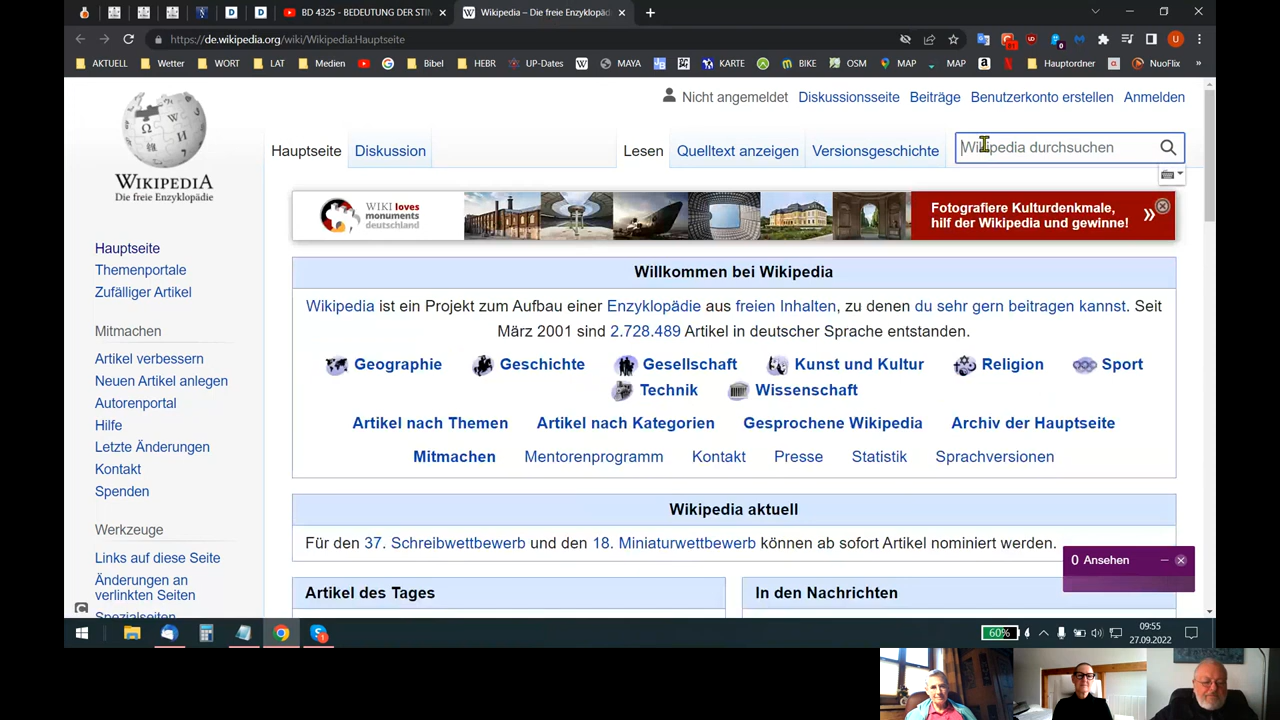 BD 4325 - BEDEUTUNG DER STIM
Wikipedia – Die freie Enzyklopäd
https://de.wikipedia.org/wiki/Wikipedia:Hauptseite
AKTUELL Wetter WORT LAT Medien Bibel HEBR UP-Dates MAYA KARTE BIKE OSM MAP MAP Hauptordner NuoFlix
Nicht angemeldet Diskussionsseite Beiträge Benutzerkonto erstellen Anmelden
Hauptseite Diskussion Lesen Quelltext anzeigen Versionsgeschichte Wikipedia durchsuchen
WIKIPEDIA
Die freie Enzyklopädie
WIKI loves
monuments
deutschland
Fotografiere Kulturdenkmale,
hilf der Wikipedia und gewinne!
Hauptseite
Themenportale
Zufälliger Artikel
Mitmachen
Artikel verbessern
Neuen Artikel anlegen
Autorenportal
Hilfe
Letzte Änderungen
Kontakt
Spenden
Werkzeuge
Links auf diese Seite
Änderungen an
verlinkten Seiten
Spezialseiten
Willkommen bei Wikipedia
Wikipedia ist ein Projekt zum Aufbau einer Enzyklopädie aus freien Inhalten, zu denen du sehr gern beitragen kannst. Seit
März 2001 sind 2.728.489 Artikel in deutscher Sprache entstanden.
Geographie Geschichte Gesellschaft Kunst und Kultur Religion Sport
Technik Wissenschaft
Artikel nach Themen Artikel nach Kategorien Gesprochene Wikipedia Archiv der Hauptseite
Mitmachen Mentorenprogramm Kontakt Presse Statistik Sprachversionen
Wikipedia aktuell
Für den 37. Schreibwettbewerb und den 18. Miniaturwettbewerb können ab sofort Artikel nominiert werden.
0 Ansehen
Artikel des Tages
In den Nachrichten
60%
09:55
27.09.2022